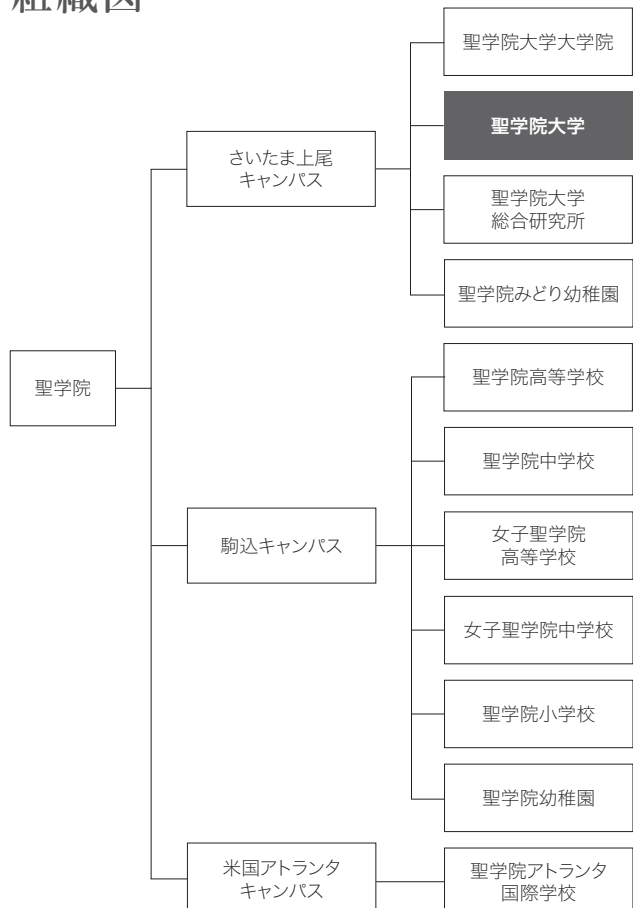 組織図
聖学院
さいたま上尾
キャンパス
聖学院大学大学院
聖学院大学
聖学院大学
総合研究所
聖学院みどり幼稚園
駒込キャンパス
聖学院高等学校
聖学院中学校
女子聖学院
高等学校
女子聖学院中学校
聖学院小学校
聖学院幼稚園
米国アトランタ
キャンパス
聖学院アトランタ
国際学校